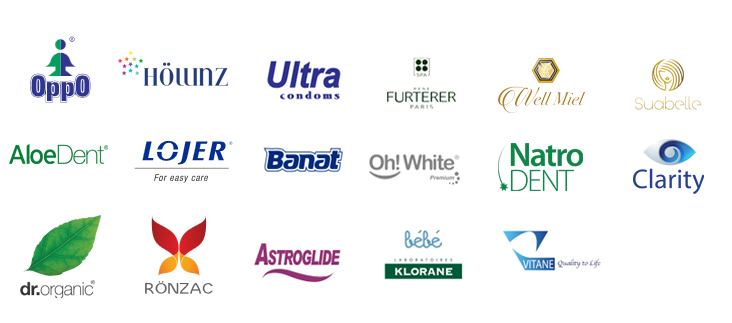 OppO®
HÖLLINZ
Ultra
condoms
SPA
RENE
FURTERER
PARIS
Well Miel
Suabelle
AloeDent®
LOJER®
For easy care
Banat
Oh! White®
Premium
Natro
DENT
Clarity
dr.organic®
RÖNZAC
ASTROGLIDE
bébé
LABORATOIRES
KLORANE
VITANE Quality to Life